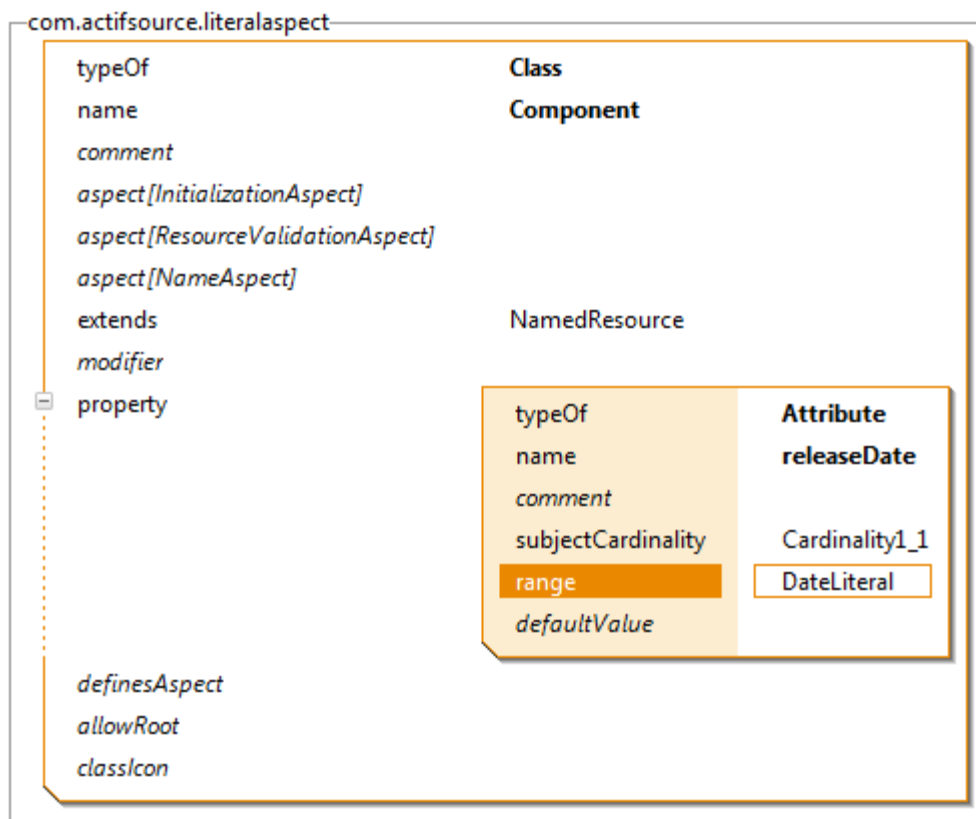 com.actifsource.literalaspect
typeOf Class
name Component
comment
aspect[InitializationAspect]
aspect[ResourceValidationAspect]
aspect[NameAspect]
extends NamedResource
modifier
property
typeOf Attribute
name releaseDate
comment
subjectCardinality Cardinality1_1
range DateLiteral
defaultValue
definesAspect
allowRoot
classIcon